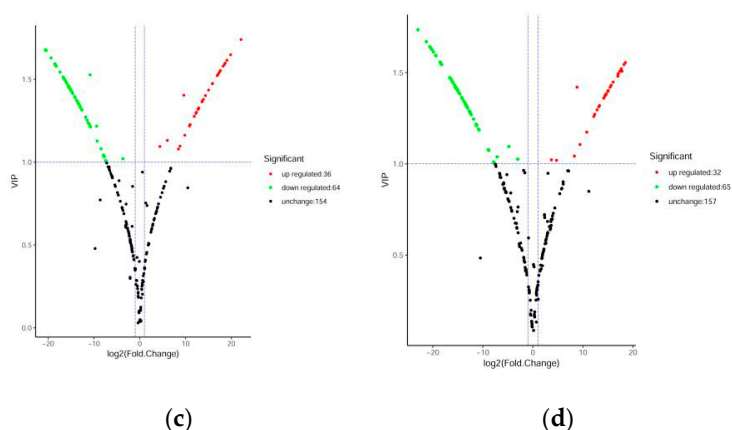 1.5
1.0
0.5
0.0
VIP
−20
−10
0
10
20
log2(Fold.Change)
Significant
up regulated:36
down regulated:64
unchange:154
(c)
1.5
1.0
0.5
VIP
−20
−10
0
10
20
log2(Fold.Change)
Significant
up regulated:32
down regulated:65
unchange:157
(d)